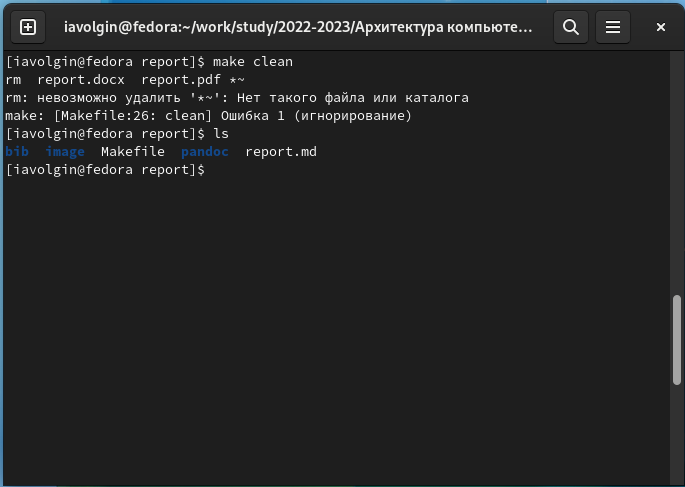 iavolgin@fedora:~/work/study/2022-2023/Архитектура компьюте...
[iavolgin@fedora report]$ make clean
rm  report.docx  report.pdf *~
rm: невозможно удалить '*~': Нет такого файла или каталога
make: [Makefile:26: clean] Ошибка 1 (игнорирование)
[iavolgin@fedora report]$ ls
bib  image  Makefile  pandoc  report.md
[iavolgin@fedora report]$